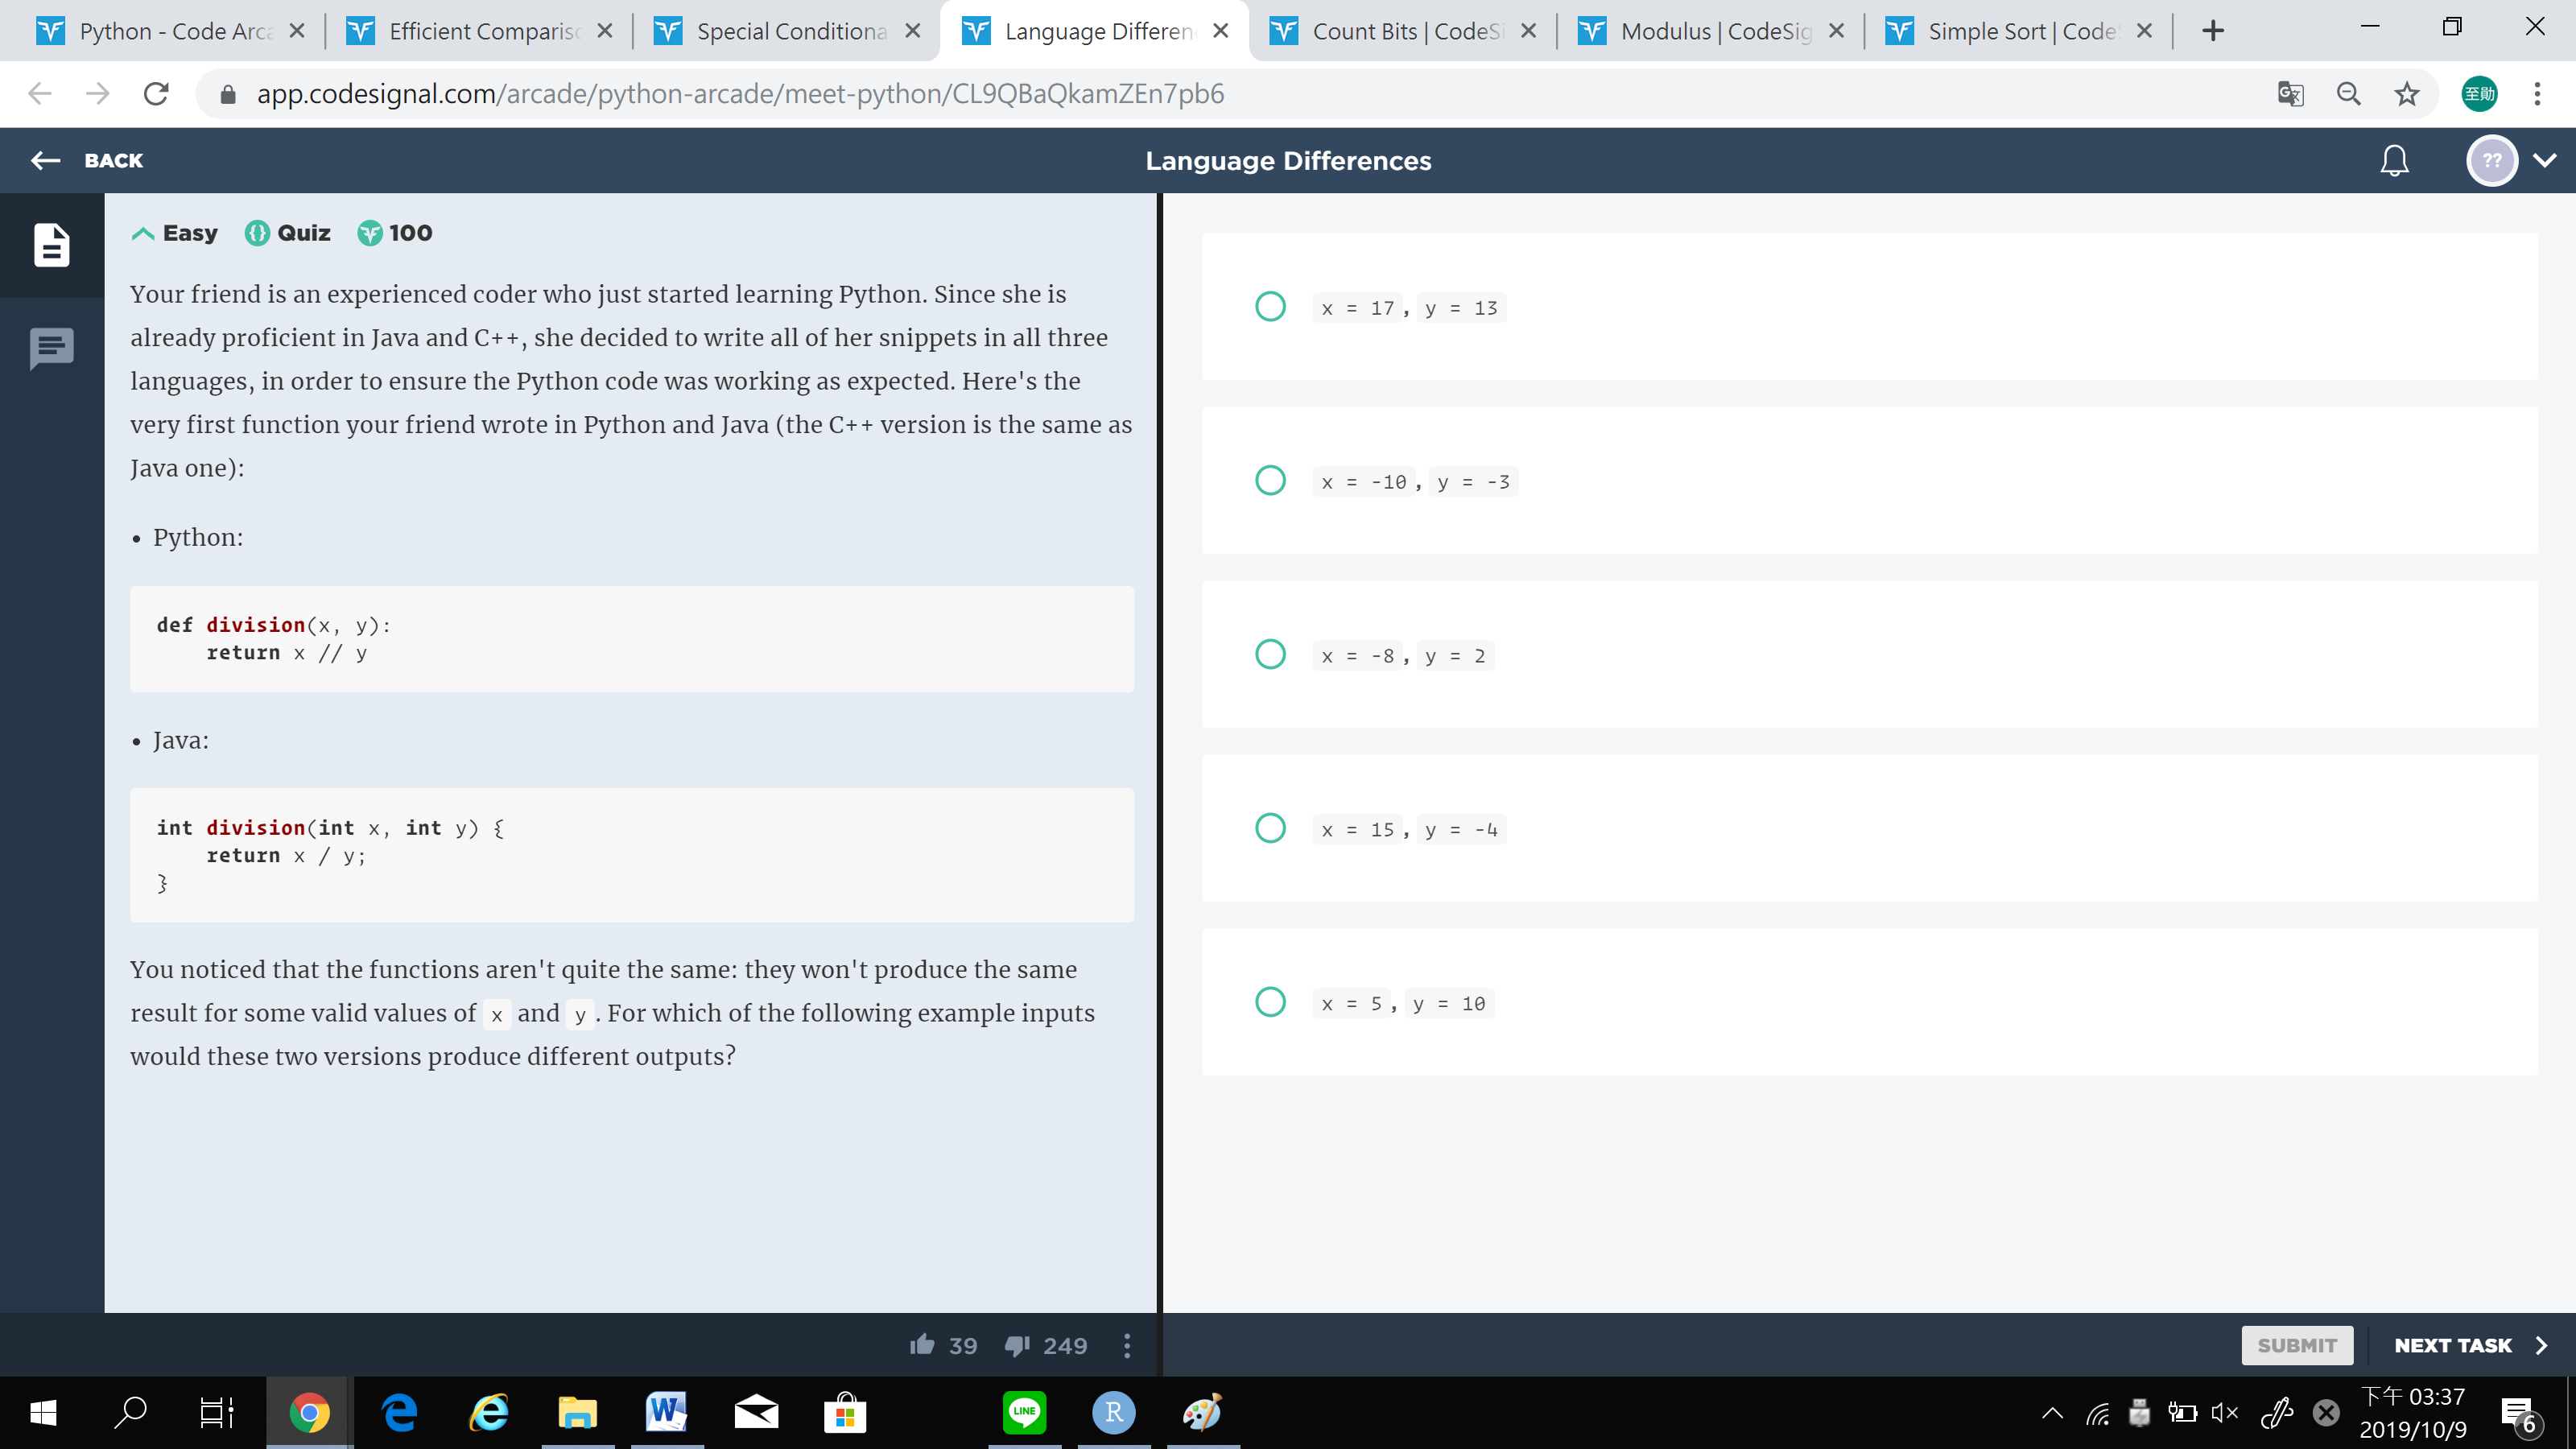 Python - Code Arca
Efficient Comparisc
Special Conditiona
Language Differen
Count Bits | CodeSi
Modulus | CodeSig
Simple Sort | Code
app.codesignal.com/arcade/python-arcade/meet-python/CL9QBaQkamZEn7pb6
至勛
BACK
Language Differences
??
Easy Quiz 100
Your friend is an experienced coder who just started learning Python. Since she is
already proficient in Java and C++, she decided to write all of her snippets in all three
languages, in order to ensure the Python code was working as expected. Here's the
very first function your friend wrote in Python and Java (the C++ version is the same as
Java one):
• Python:
def division(x, y):
    return x // y
• Java:
int division(int x, int y) {
    return x / y;
}
You noticed that the functions aren't quite the same: they won't produce the same
result for some valid values of x and y. For which of the following example inputs
would these two versions produce different outputs?
x = 17, y = 13
x = -10, y = -3
x = -8, y = 2
x = 15, y = -4
x = 5, y = 10
39 249
SUBMIT
NEXT TASK
LINE
R
下午 03:37
2019/10/9
6